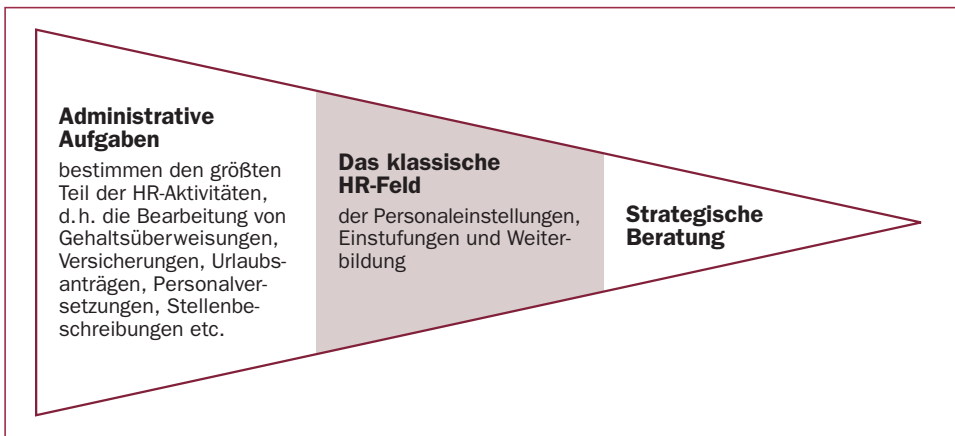 Administrative
Aufgaben
bestimmen den größten
Teil der HR-Aktivitäten,
d.h. die Bearbeitung von
Gehaltsüberweisungen,
Versicherungen, Urlaubs-
anträgen, Personalver-
setzungen, Stellenbe-
schreibungen etc.
Das klassische
HR-Feld
der Personaleinstellungen,
Einstufungen und Weiter-
bildung
Strategische
Beratung